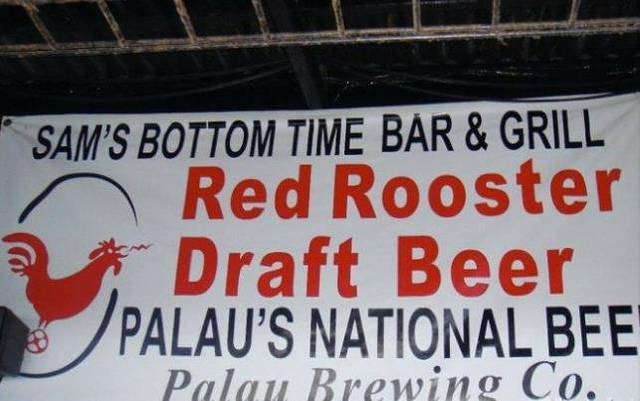 SAM'S BOTTOM TIME BAR & GRILL
Red Rooster
Draft Beer
PALAU'S NATIONAL BEE
Palau Brewing Co.